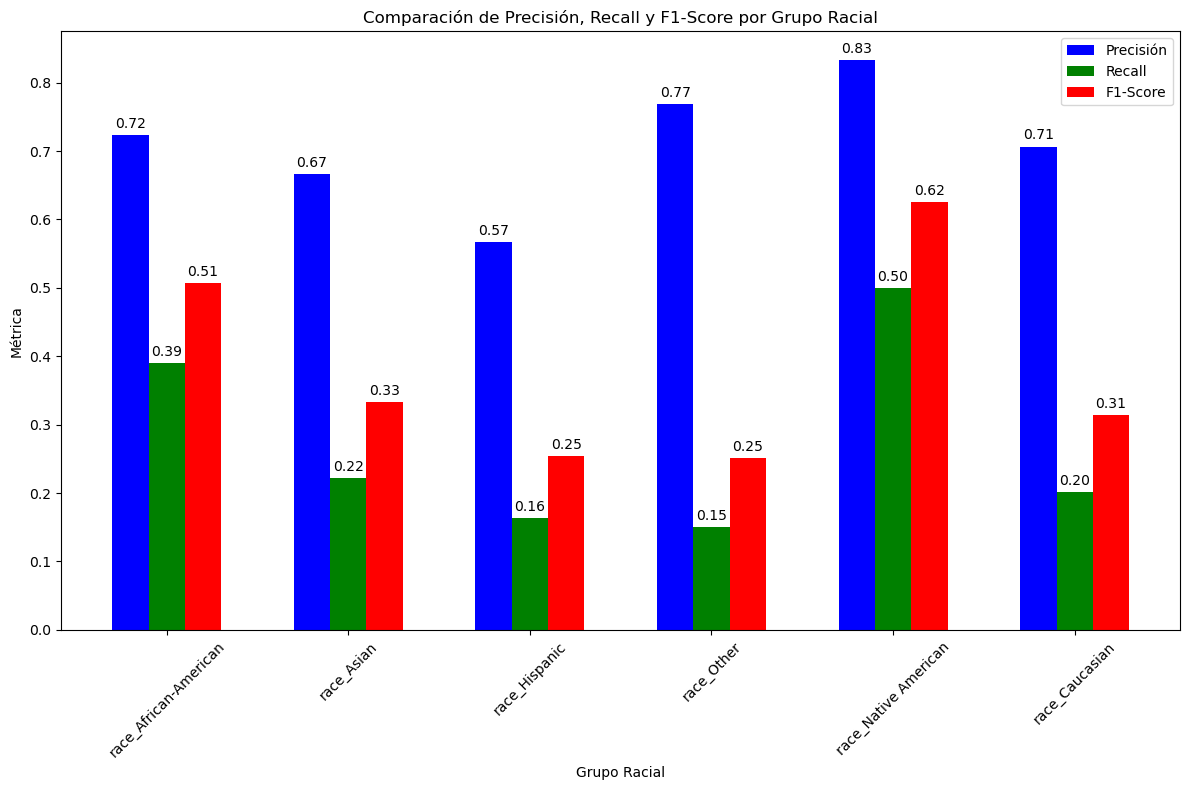 Comparación de Precisión, Recall y F1-Score por Grupo Racial
Precisión
Recall
F1-Score
Métrica
0.8
0.7
0.6
0.5
0.4
0.3
0.2
0.1
0.0
0.72
0.39
0.51
0.67
0.22
0.33
0.57
0.16
0.25
0.77
0.15
0.25
0.83
0.50
0.62
0.71
0.20
0.31
race_African-American
race_Asian
race_Hispanic
race_Other
race_Native American
race_Caucasian
Grupo Racial